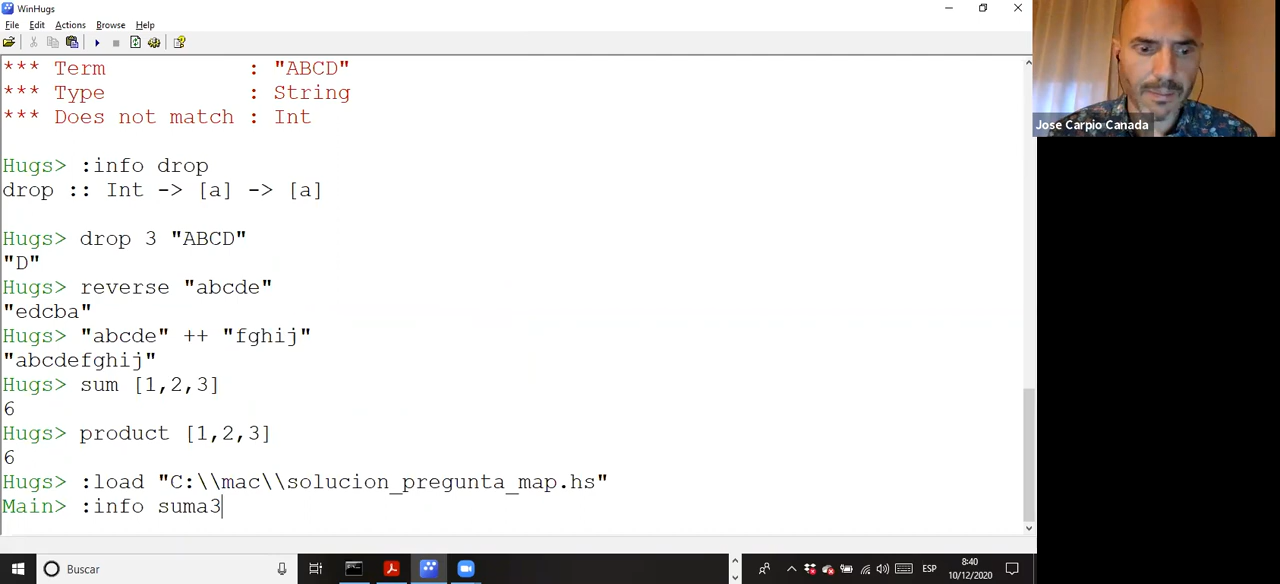 WinHugs
File Edit Actions Browse Help
*** Term : "ABCD"
*** Type : String
*** Does not match : Int
Hugs> :info drop
drop :: Int -> [a] -> [a]
Hugs> drop 3 "ABCD"
"D"
Hugs> reverse "abcde"
"edcba"
Hugs> "abcde" ++ "fghij"
"abcdefghij"
Hugs> sum [1,2,3]
6
Hugs> product [1,2,3]
6
Hugs> :load "C:\\mac\\solucion_pregunta_map.hs"
Main> :info suma3
Jose Carpio Canada
Buscar
ESP
8:40
10/12/2020